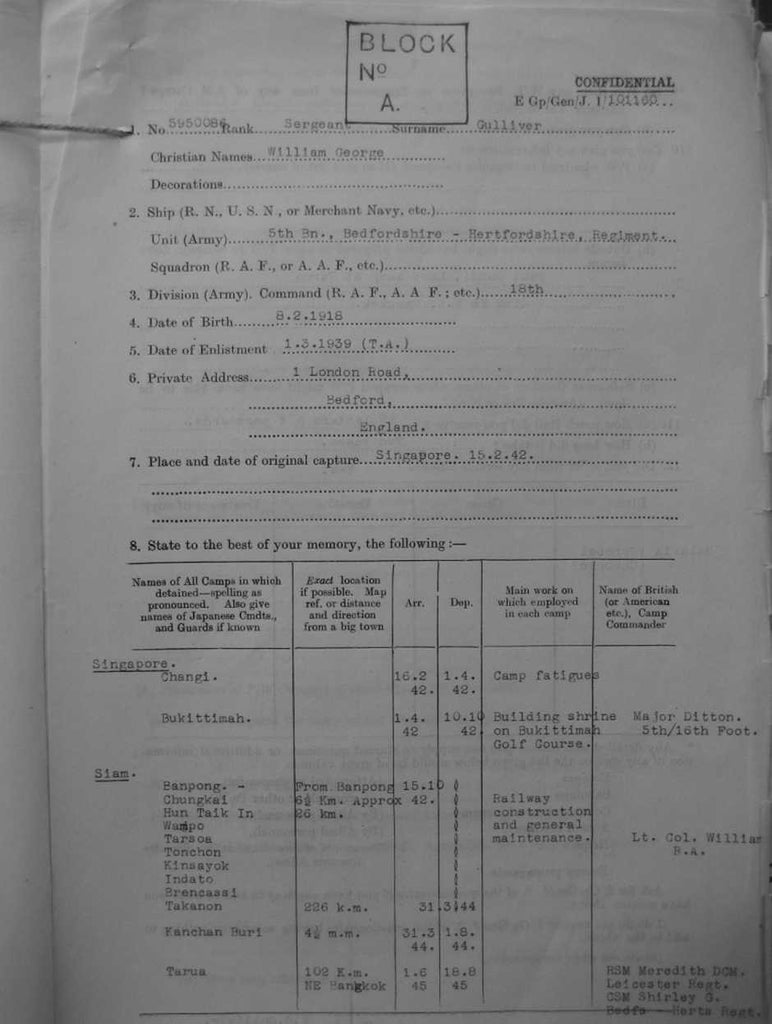 BLOCK
No
A.
CONFIDENTIAL
E Gp/Gen/J. 1/101160...
1. No. 5950086 Rank.....Sergeant......Surname....Gulliver
Christian Names...William George
Decorations
2. Ship (R. N., U. S. N., or Merchant Navy, etc.)
Unit (Army).....5th Bn., Bedfordshire - Hertfordshire, Regiment.
Squadron (R. A. F., or A. A. F., etc.)
3. Division (Army). Command (R. A. F., A. A F. ; etc.).....18th
4. Date of Birth.....8.2.1918
5. Date of Enlistment 1.3.1939 (T.A.)
6. Private Address.....1 London Road,
Bedford,
England.
7. Place and date of original capture....Singapore. 15.2.42.
8. State to the best of your memory, the following :—
Names of All Camps in which detained—spelling as pronounced. Also give names of Japanese Cmdts., and Guards if known
Exact location if possible. Map ref. or distance and direction from a big town
Arr.
Dep.
Main work on which employed in each camp
Name of British (or American etc.), Camp Commander
Singapore.
Changi. 16.2 1.4. Camp fatigues
42. 42.
Bukittimah. 1.4. 10.10 Building shrine Major Ditton.
42 42 on Bukittimah 5th/16th Foot.
Golf Course.
Siam.
Banpong. - From Banpong 15.10
Chungkai 6½ Km. Approx 42. Railway
Hun Taik In 26 km. construction
Wampo and general
Tarsoa maintenance. Lt. Col. William
Tonchon R.A.
Kinsayok
Indato
Brencassi
Takanon 226 k.m. 31.3.44
Kanchan Buri 4½ m.m. 31.3 1.8.
44. 44.
Tarua 102 K.m. 1.6 18.8 RSM Meredith DCM.
NE Bangkok 45 45 Leicester Regt.
CSM Shirley G.
Bedfs - Herts Regt.